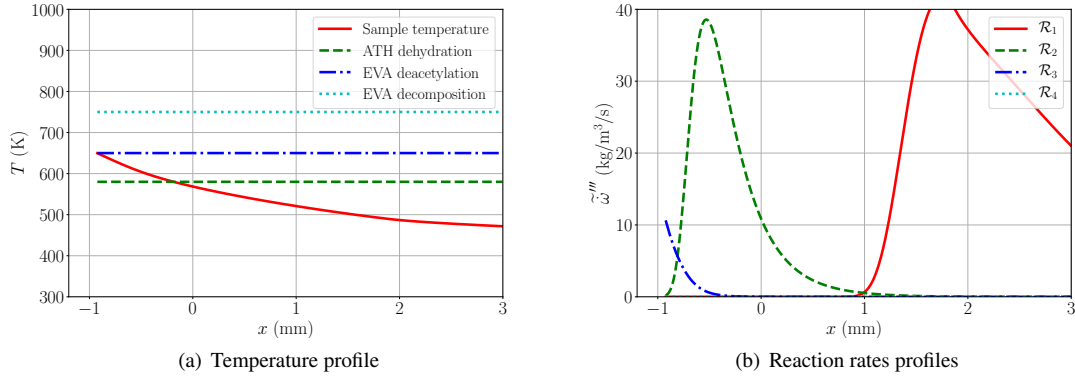 1000
900
800
700
600
500
400
300
T (K)
Sample temperature
ATH dehydration
EVA deacetylation
EVA decomposition
−1 0 1 2 3
x (mm)
(a) Temperature profile
40
30
20
10
0
ω̃̇‴ (kg/m³/s)
ℛ₁
ℛ₂
ℛ₃
ℛ₄
−1 0 1 2 3
x (mm)
(b) Reaction rates profiles